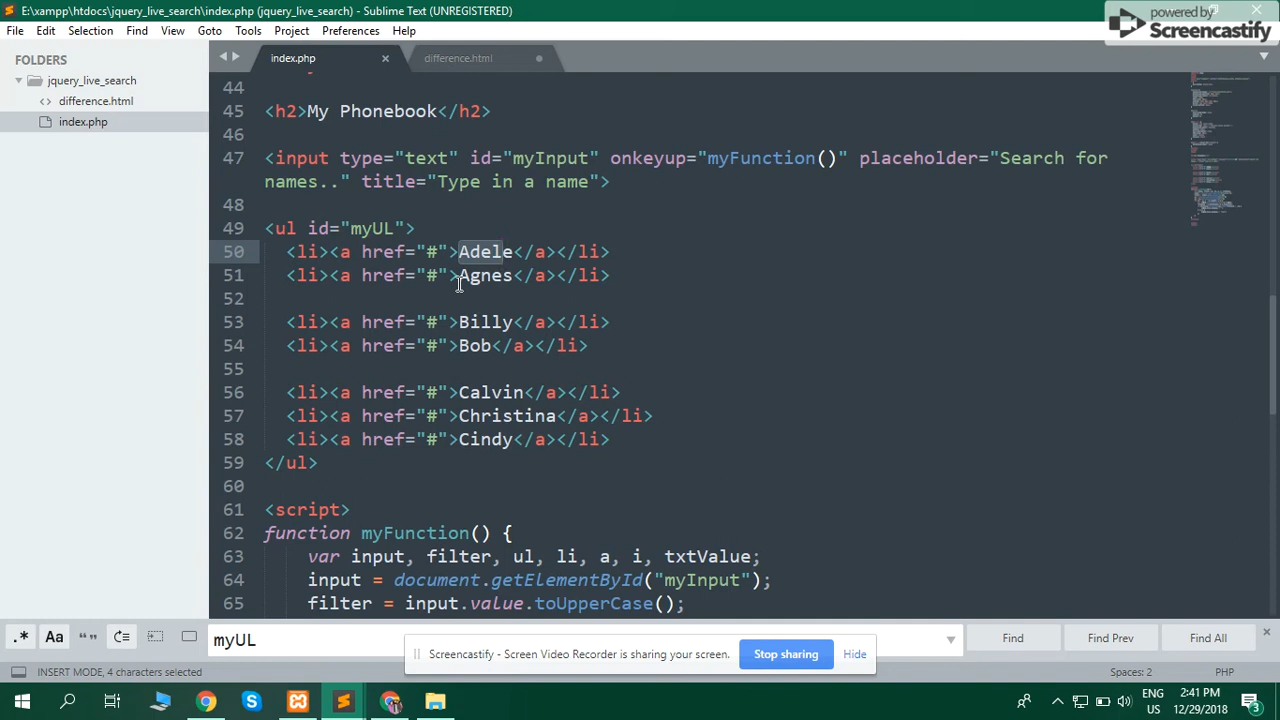 E:\xampp\htdocs\jquery_live_search\index.php (jquery_live_search) - Sublime Text (UNREGISTERED)
powered by
Screencastify
File Edit Selection Find View Goto Tools Project Preferences Help
FOLDERS
jquery_live_search
<> difference.html
index.php
index.php × difference.html
44
45 <h2>My Phonebook</h2>
46
47 <input type="text" id="myInput" onkeyup="myFunction()" placeholder="Search for
names.." title="Type in a name">
48
49 <ul id="myUL">
50 <li><a href="#">Adele</a></li>
51 <li><a href="#">Agnes</a></li>
52
53 <li><a href="#">Billy</a></li>
54 <li><a href="#">Bob</a></li>
55
56 <li><a href="#">Calvin</a></li>
57 <li><a href="#">Christina</a></li>
58 <li><a href="#">Cindy</a></li>
59 </ul>
60
61 <script>
62 function myFunction() {
63 var input, filter, ul, li, a, i, txtValue;
64 input = document.getElementById("myInput");
65 filter = input.value.toUpperCase();
.* Aa “” myUL Find Find Prev Find All
Screencastify - Screen Video Recorder is sharing your screen. Stop sharing Hide
INSERT MODE, 4 characters selected Spaces: 2 PHP
ENG
US
2:41 PM
12/29/2018
3